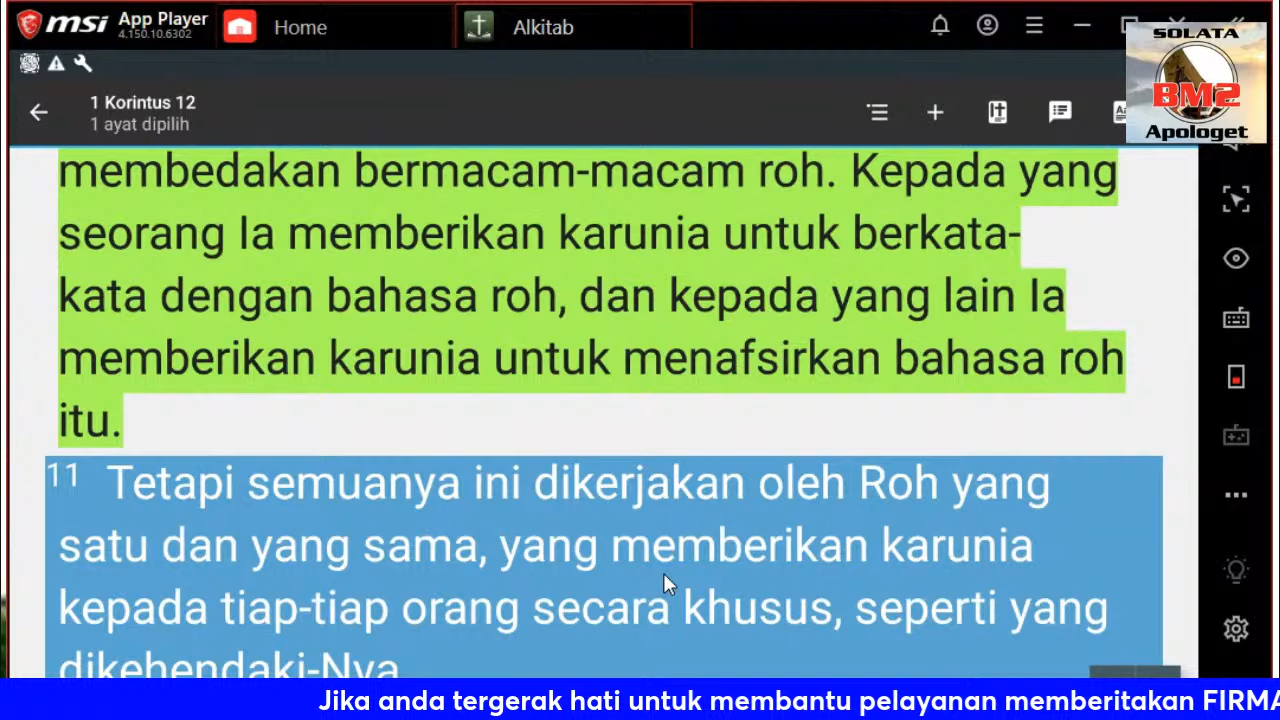 msi App Player
4.150.10.6302
Home
Alkitab
SOLATA
BM2
Apologet
1 Korintus 12
1 ayat dipilih
membedakan bermacam-macam roh. Kepada yang
seorang Ia memberikan karunia untuk berkata-
kata dengan bahasa roh, dan kepada yang lain Ia
memberikan karunia untuk menafsirkan bahasa roh
itu.
11 Tetapi semuanya ini dikerjakan oleh Roh yang
satu dan yang sama, yang memberikan karunia
kepada tiap-tiap orang secara khusus, seperti yang
dikehendaki-Nya
Jika anda tergerak hati untuk membantu pelayanan memberitakan FIRMA